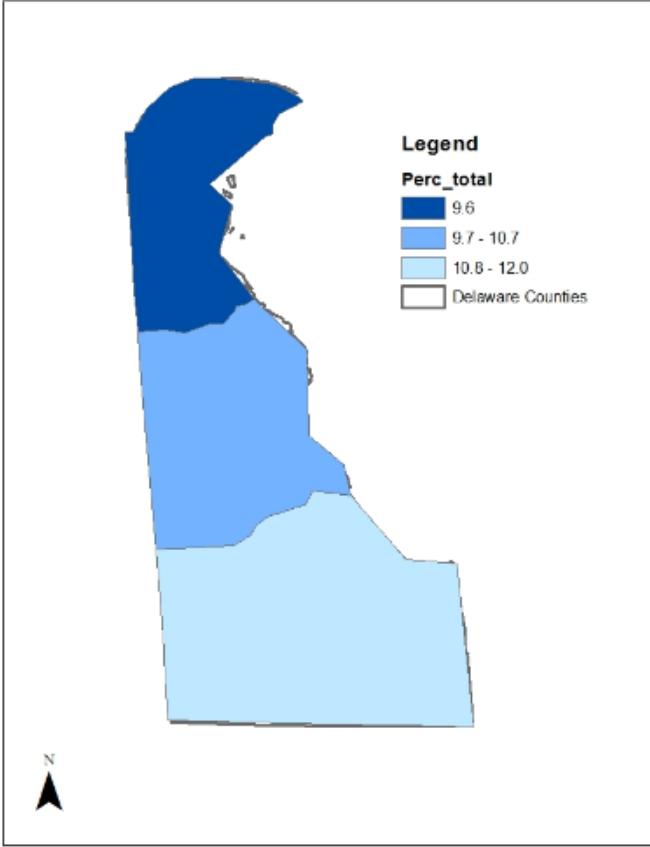 Legend
Perc_total
9.6
9.7 - 10.7
10.8 - 12.0
Delaware Counties
N